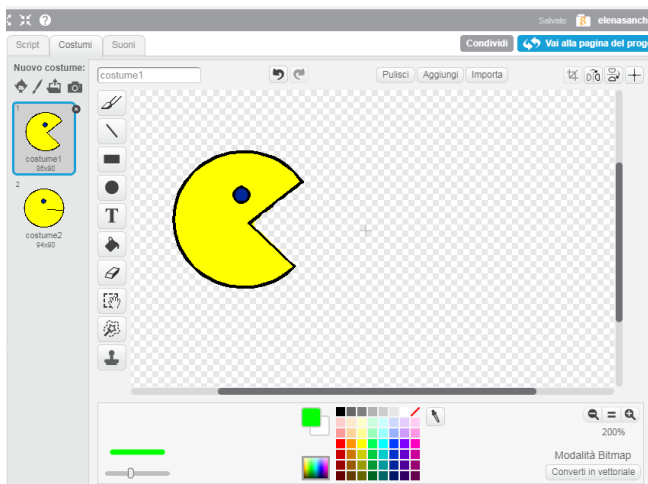 Salvato elenasanch
Script Costumi Suoni Condividi Vai alla pagina del prog
Nuovo costume:
costume1 Pulisci Aggiungi Importa
1
costume1
86x90
2
costume2
94x90
T
200%
Modalità Bitmap
Converti in vettoriale